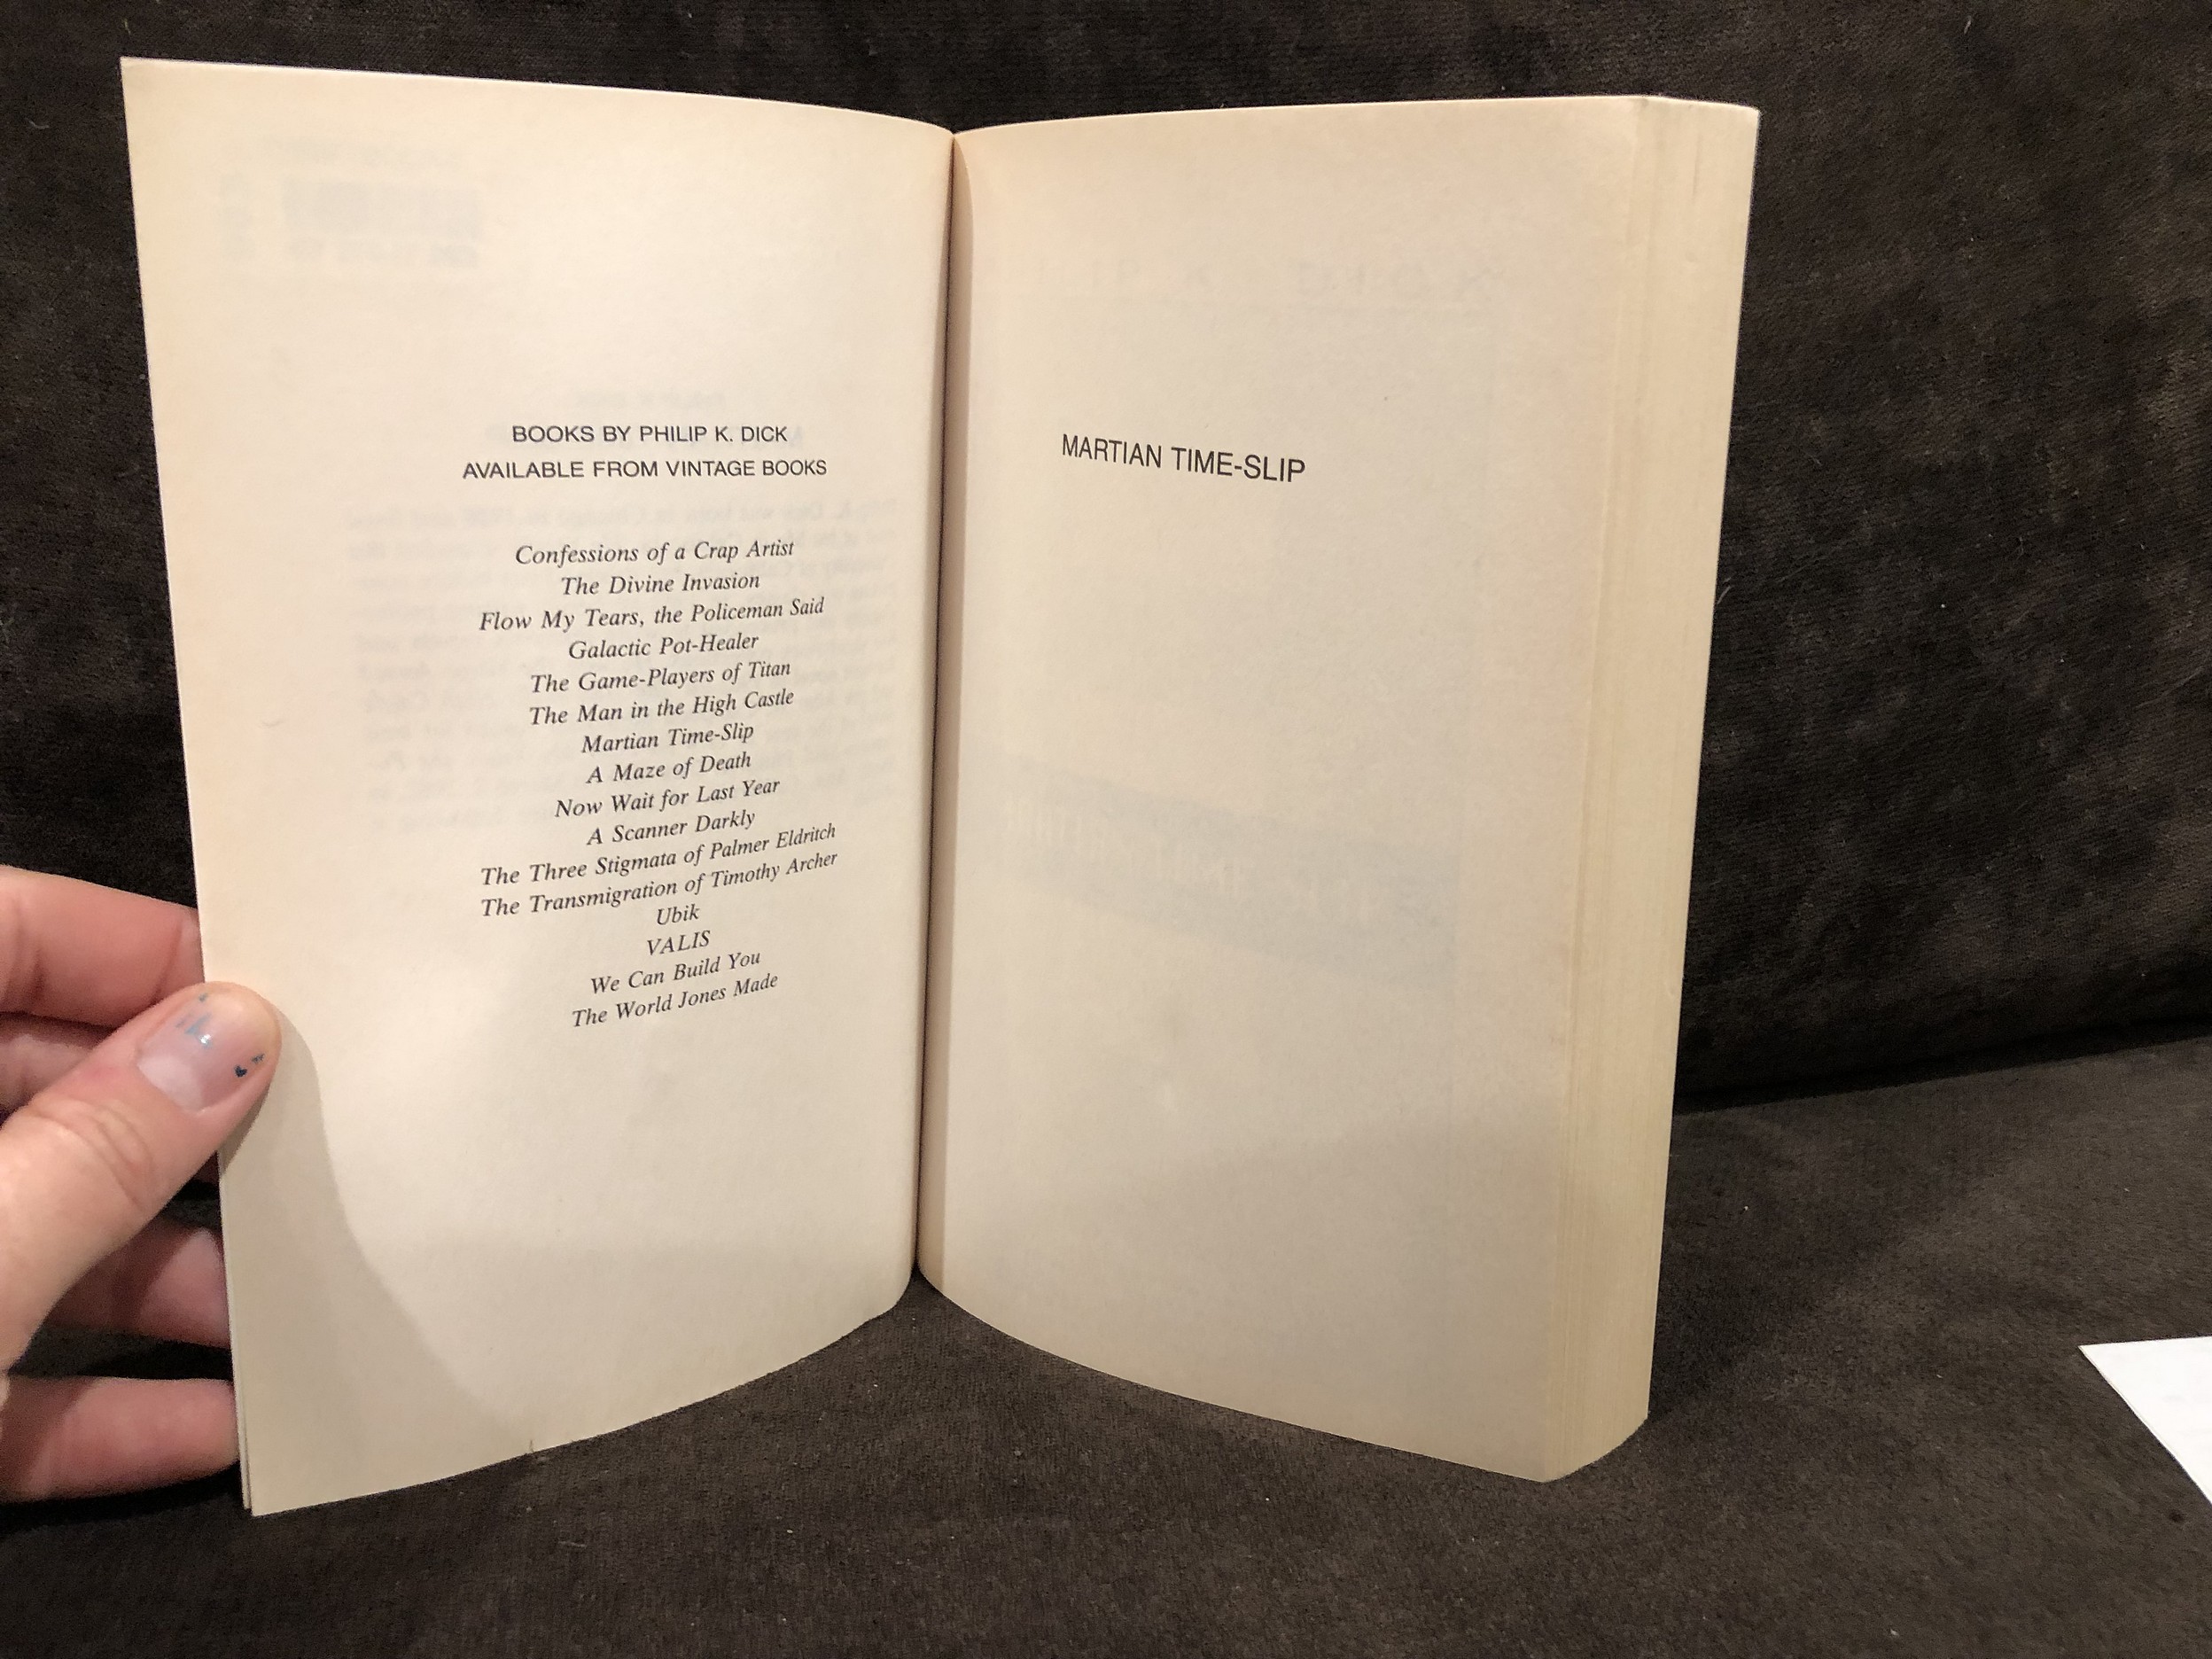 BOOKS BY PHILIP K. DICK
AVAILABLE FROM VINTAGE BOOKS
Confessions of a Crap Artist
The Divine Invasion
Flow My Tears, the Policeman Said
Galactic Pot-Healer
The Game-Players of Titan
The Man in the High Castle
Martian Time-Slip
A Maze of Death
Now Wait for Last Year
A Scanner Darkly
The Three Stigmata of Palmer Eldritch
The Transmigration of Timothy Archer
Ubik
VALIS
We Can Build You
The World Jones Made
MARTIAN TIME-SLIP